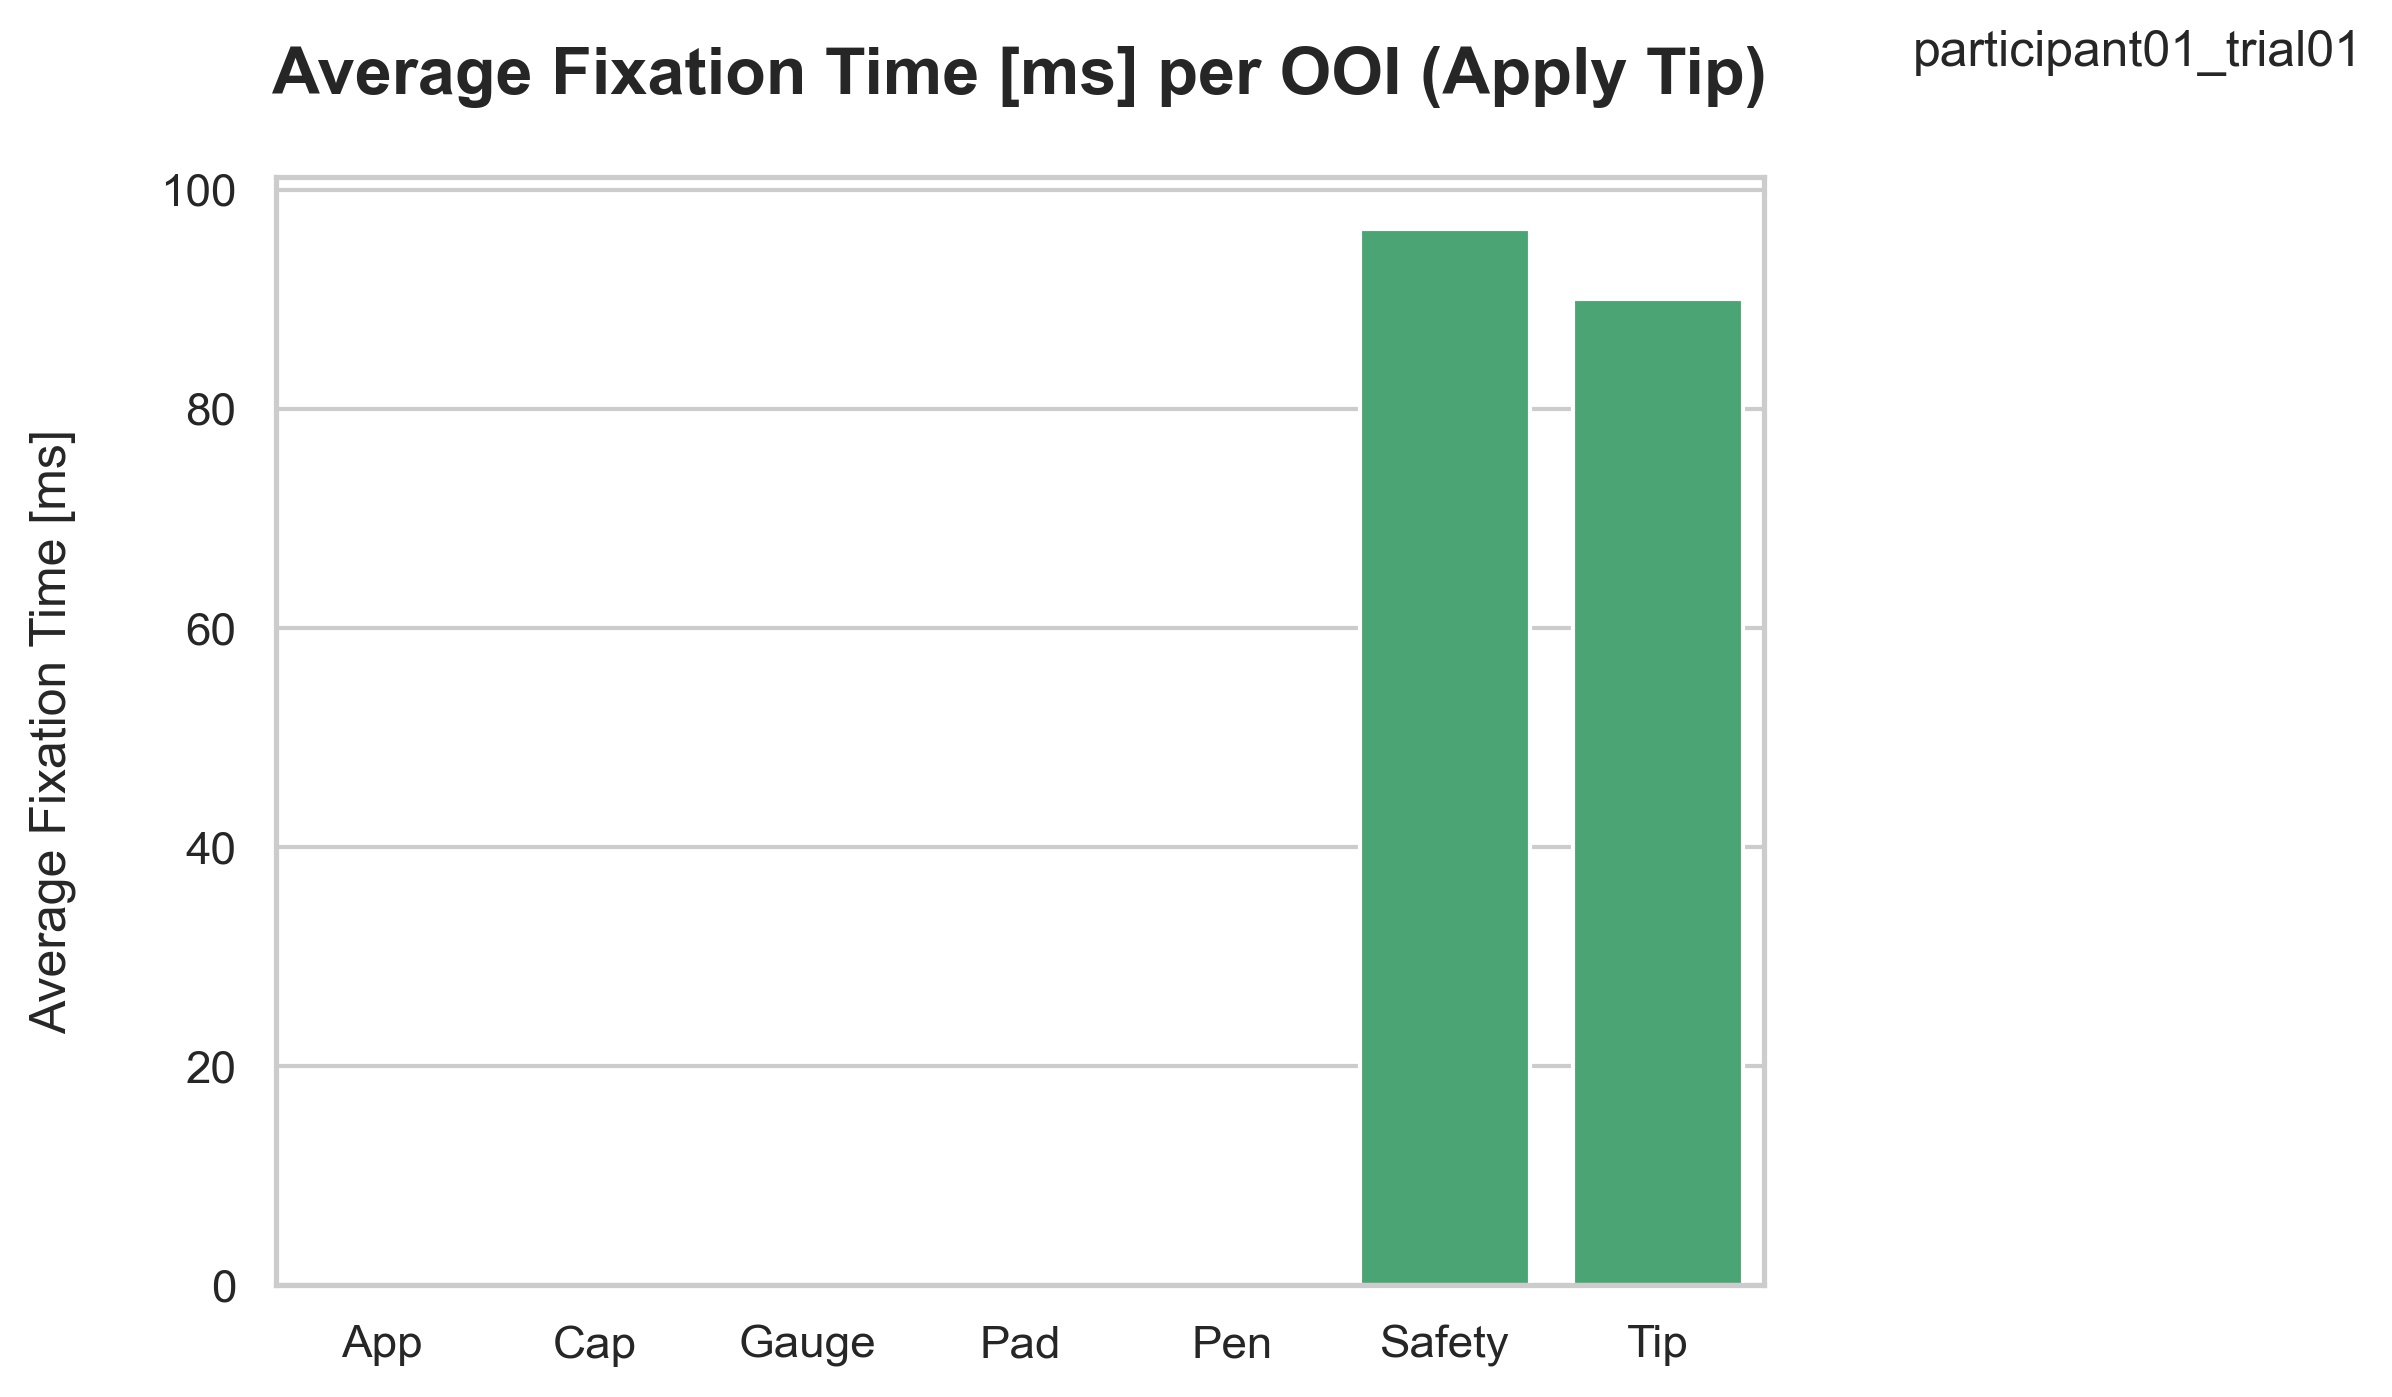 participant01_trial01
Average Fixation Time [ms] per OOI (Apply Tip)
Average Fixation Time [ms]
100
80
60
40
20
0
App Cap Gauge Pad Pen Safety Tip